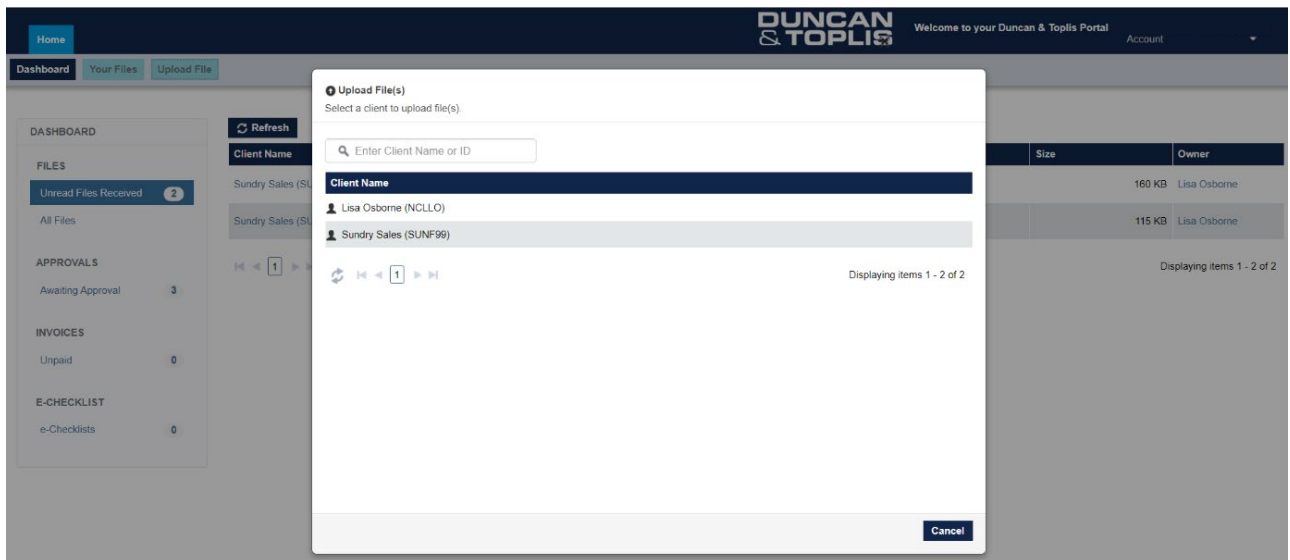 DUNCAN
& TOPLIS
Welcome to your Duncan & Toplis Portal
Home
Account
Dashboard
Your Files
Upload File
Upload File(s)
Select a client to upload file(s).
Enter Client Name or ID
Client Name
Lisa Osborne (NCLLO)
Sundry Sales (SUNF99)
1
Displaying items 1 - 2 of 2
Cancel
DASHBOARD
FILES
Unread Files Received 2
All Files
APPROVALS
Awaiting Approval 3
INVOICES
Unpaid 0
E-CHECKLIST
e-Checklists 0
Refresh
Client Name Size Owner
Sundry Sales 160 KB Lisa Osborne
Sundry Sales 115 KB Lisa Osborne
1
Displaying items 1 - 2 of 2